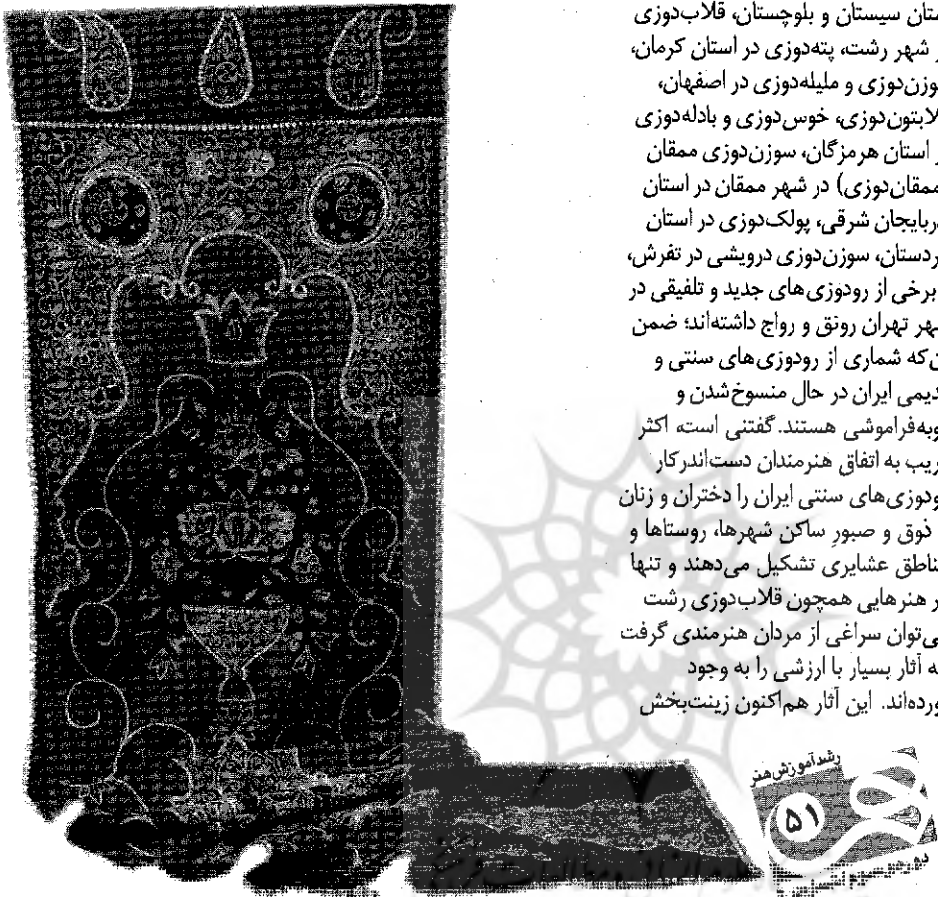 ستان سیستان و بلوچستان، قلاب‌دوزی
ر شهر رشت، پته‌دوزی در استان کرمان،
وزن‌دوزی و ملیله‌دوزی در اصفهان،
لابتون‌دوزی، خوس‌دوزی و بادله‌دوزی
ر استان هرمزگان، سوزن‌دوزی ممقان
ممقان‌دوزی) در شهر ممقان در استان
ربایجان شرقی، پولک‌دوزی در استان
ردستان، سوزن‌دوزی درویشی در تفرش،
برخی از رودوزی‌های جدید و تلفیقی در
هر تهران رونق و رواج داشته‌اند؛ ضمن
ن‌که شماری از رودوزی‌های سنتی و
دیمی ایران در حال منسوخ‌شدن و
وبه‌فراموشی هستند. گفتنی است، اکثر
ریب به اتفاق هنرمندان دست‌اندرکار
ودوزی‌های سنتی ایران را دختران و زنان
ذوق و صبورِ ساکن شهرها، روستاها و
ناطق عشایری تشکیل می‌دهند و تنها
ر هنرهایی همچون قلاب‌دوزی رشت
ی‌توان سراغی از مردان هنرمندی گرفت
ه آثار بسیار با ارزشی را به وجود
ورده‌اند. این آثار هم‌اکنون زینت‌بخش
رشد آموزش هنر
۵۱